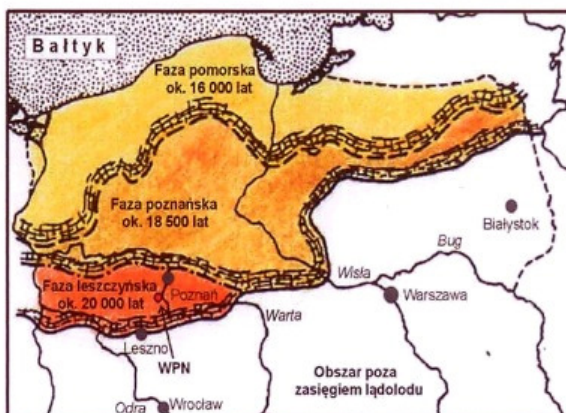 Bałtyk
Faza pomorska
ok. 16 000 lat
Faza poznańska
ok. 18 500 lat
Białystok
Bug
Wisła
Faza leszczyńska
ok. 20 000 lat
Poznań
Warszawa
Warta
Leszno
WPN
Obszar poza
zasięgiem lądolodu
Odra
Wrocław